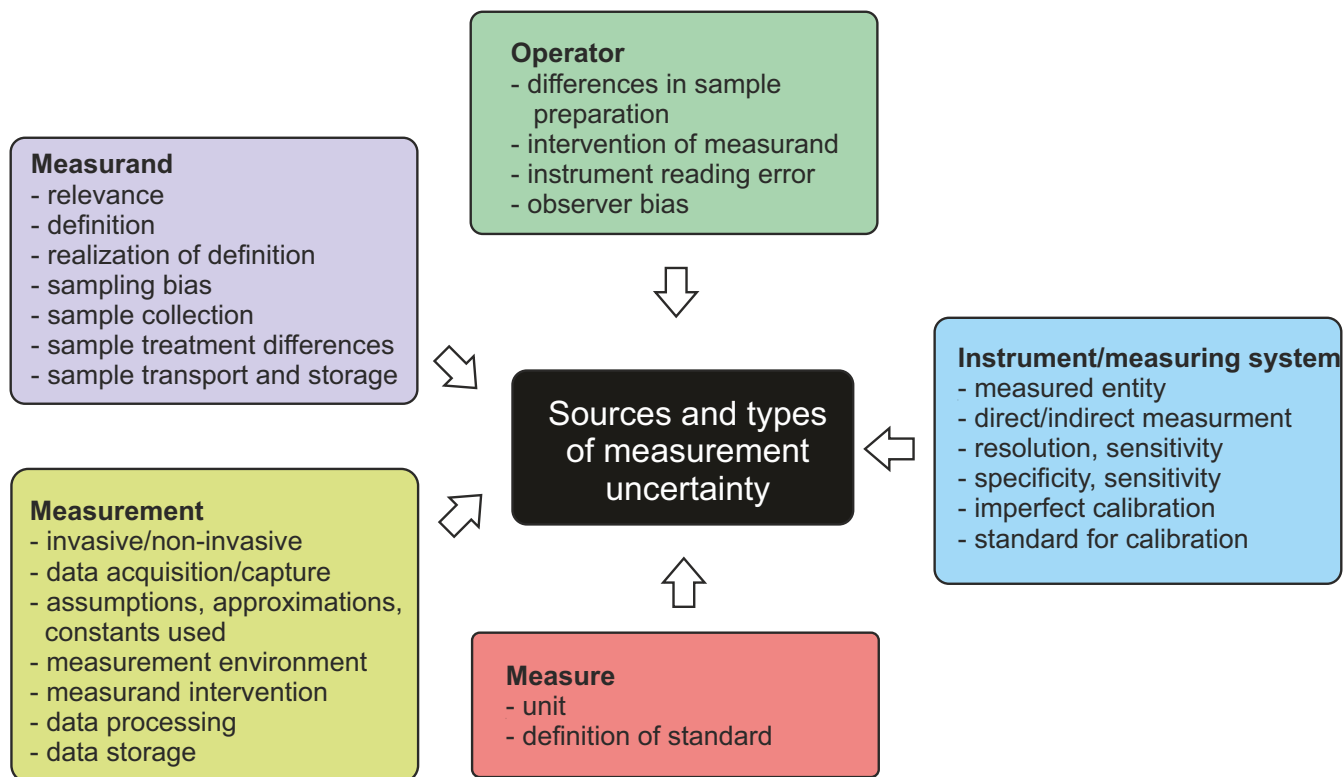 Operator
- differences in sample
preparation
- intervention of measurand
- instrument reading error
- observer bias
Measurand
- relevance
- definition
- realization of definition
- sampling bias
- sample collection
- sample treatment differences
- sample transport and storage
Sources and types
of measurement
uncertainty
Instrument/measuring system
- measured entity
- direct/indirect measurment
- resolution, sensitivity
- specificity, sensitivity
- imperfect calibration
- standard for calibration
Measurement
- invasive/non-invasive
- data acquisition/capture
- assumptions, approximations,
constants used
- measurement environment
- measurand intervention
- data processing
- data storage
Measure
- unit
- definition of standard